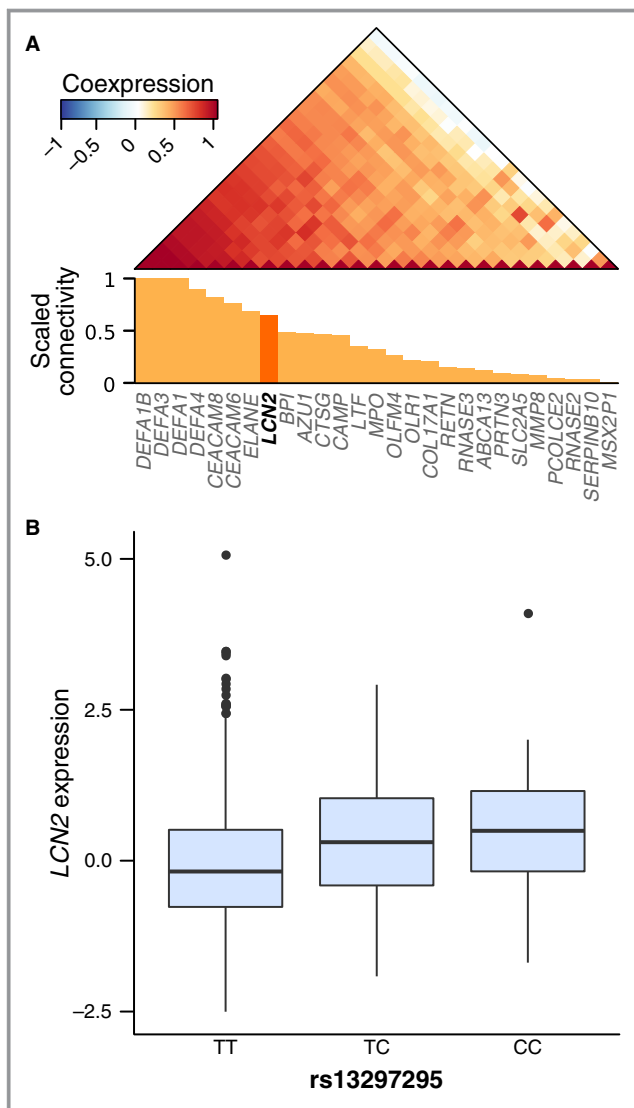 A
Coexpression
−1
−0.5
0
0.5
1
Scaled
connectivity
1
0.5
0
DEFA1B
DEFA3
DEFA1
DEFA4
CEACAM8
CEACAM6
ELANE
LCN2
BPI
AZU1
CTSG
CAMP
LTF
MPO
OLFM4
OLR1
COL17A1
RETN
RNASE3
ABCA13
PRTN3
SLC2A5
MMP8
PCOLCE2
RNASE2
SERPINB10
MSX2P1
B
LCN2 expression
5.0
2.5
0.0
−2.5
TT
TC
CC
rs13297295